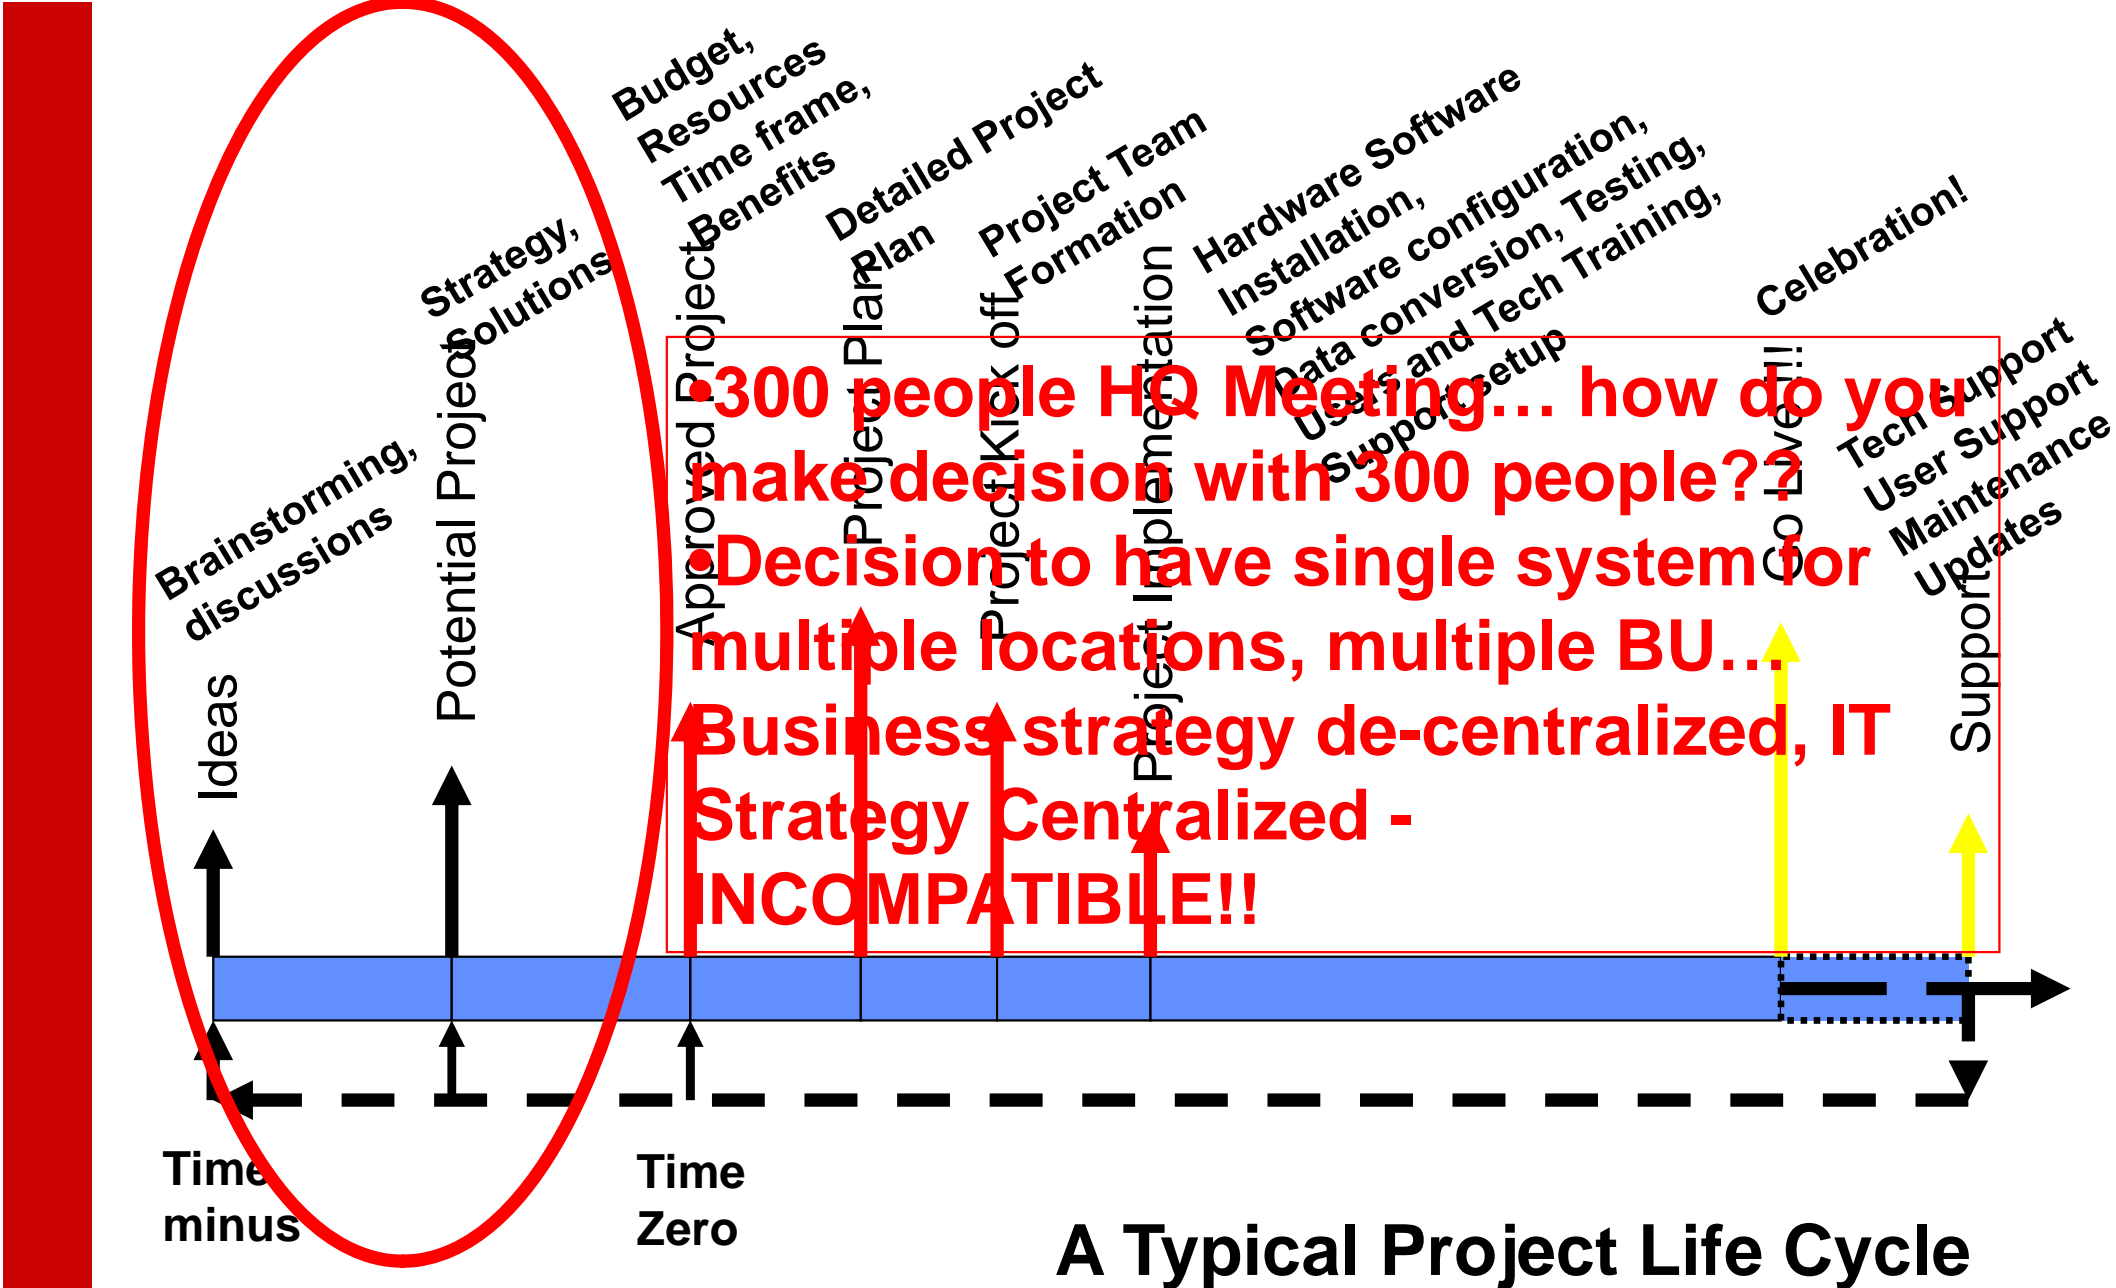 Brainstorming,
discussions
Ideas
Strategy,
Solutions
Potential Project
Budget,
Resources
Time frame,
Benefits
Approved Project
Detailed Project
Plan
Project Plan
Project Team
Formation
Project Kick off
Hardware Software
Installation,
Software configuration,
Data conversion, Testing,
Users and Tech Training,
Support setup
Project Implementation
Celebration!
Go Live!!!
Tech Support
User Support
Maintenance
Updates
Support
•300 people HQ Meeting… how do you
make decision with 300 people??
•Decision to have single system for
multiple locations, multiple BU…
Business strategy de-centralized, IT
Strategy Centralized -
INCOMPATIBLE!!
Time
minus
Time
Zero
A Typical Project Life Cycle